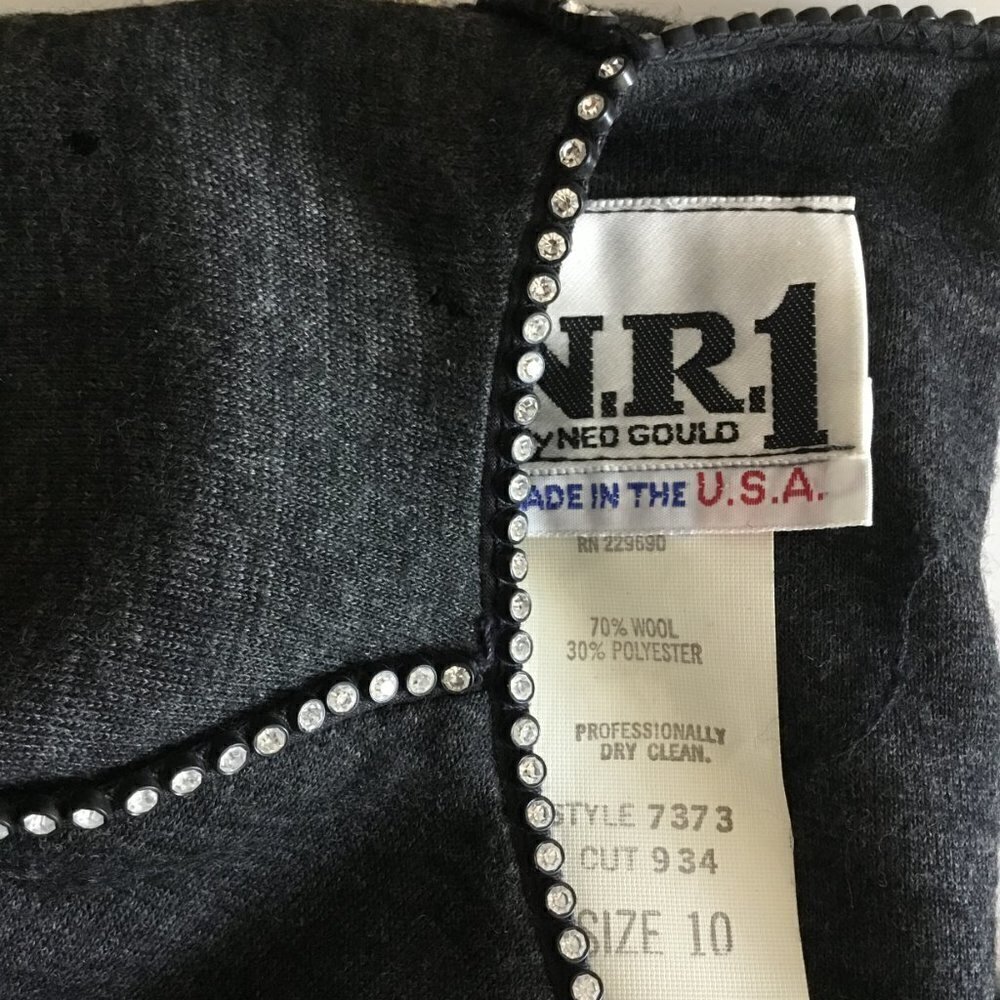 N.R.1
NED GOULD
ADE IN THE U.S.A.
RN 229690
70% WOOL
30% POLYESTER
PROFESSIONALLY
DRY CLEAN.
STYLE 7373
CUT 934
SIZE 10